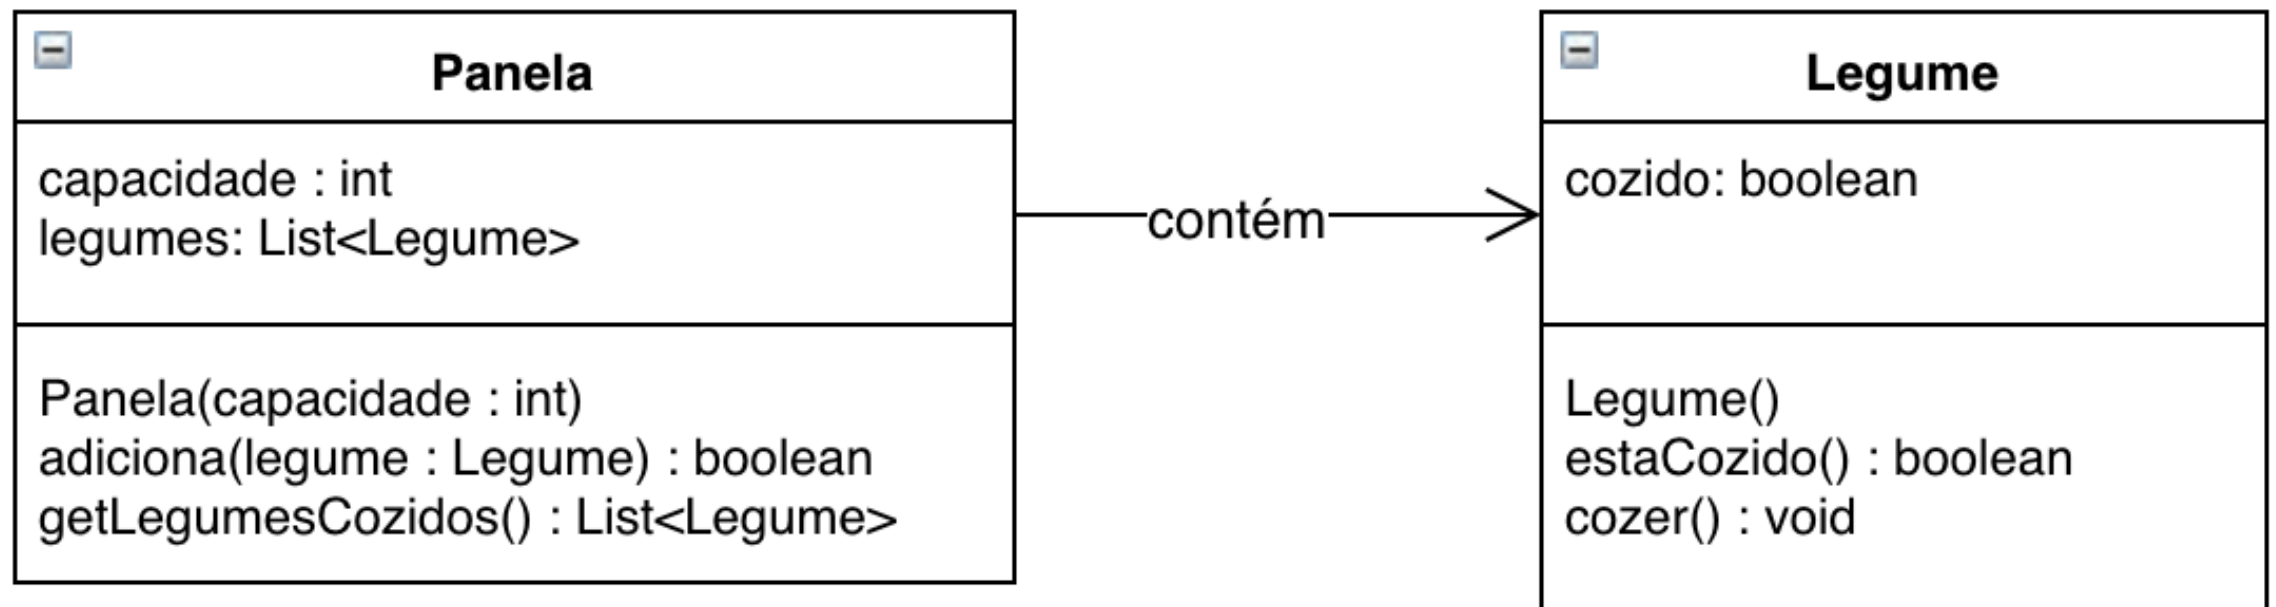 Panela
capacidade : int
legumes: List<Legume>
Panela(capacidade : int)
adiciona(legume : Legume) : boolean
getLegumesCozidos() : List<Legume>
contém
Legume
cozido: boolean
Legume()
estaCozido() : boolean
cozer() : void